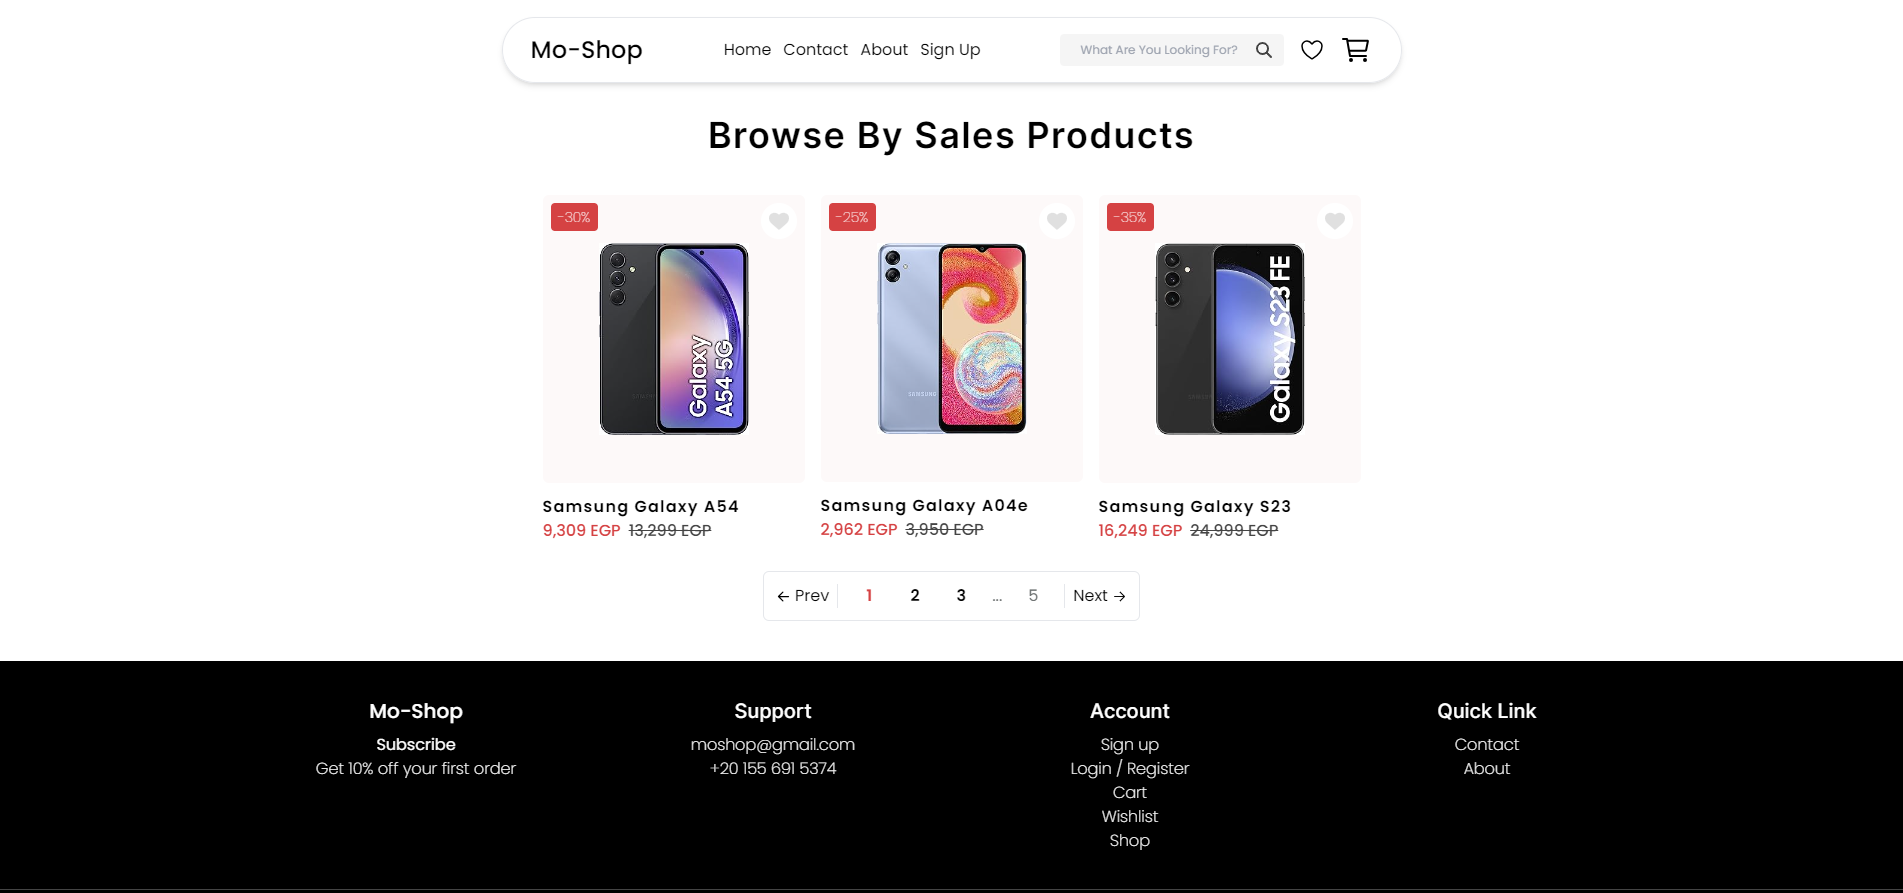 Mo-Shop
Home Contact About Sign Up
What Are You Looking For?
Browse By Sales Products
-30%
-25%
-35%
Galaxy
A54 5G
SAMSUNG
Galaxy S23 FE
Samsung Galaxy A54
9,309 EGP 13,299 EGP
Samsung Galaxy A04e
2,962 EGP 3,950 EGP
Samsung Galaxy S23
16,249 EGP 24,999 EGP
← Prev 1 2 3 ... 5 Next →
Mo-Shop
Subscribe
Get 10% off your first order
Support
moshop@gmail.com
+20 155 691 5374
Account
Sign up
Login / Register
Cart
Wishlist
Shop
Quick Link
Contact
About